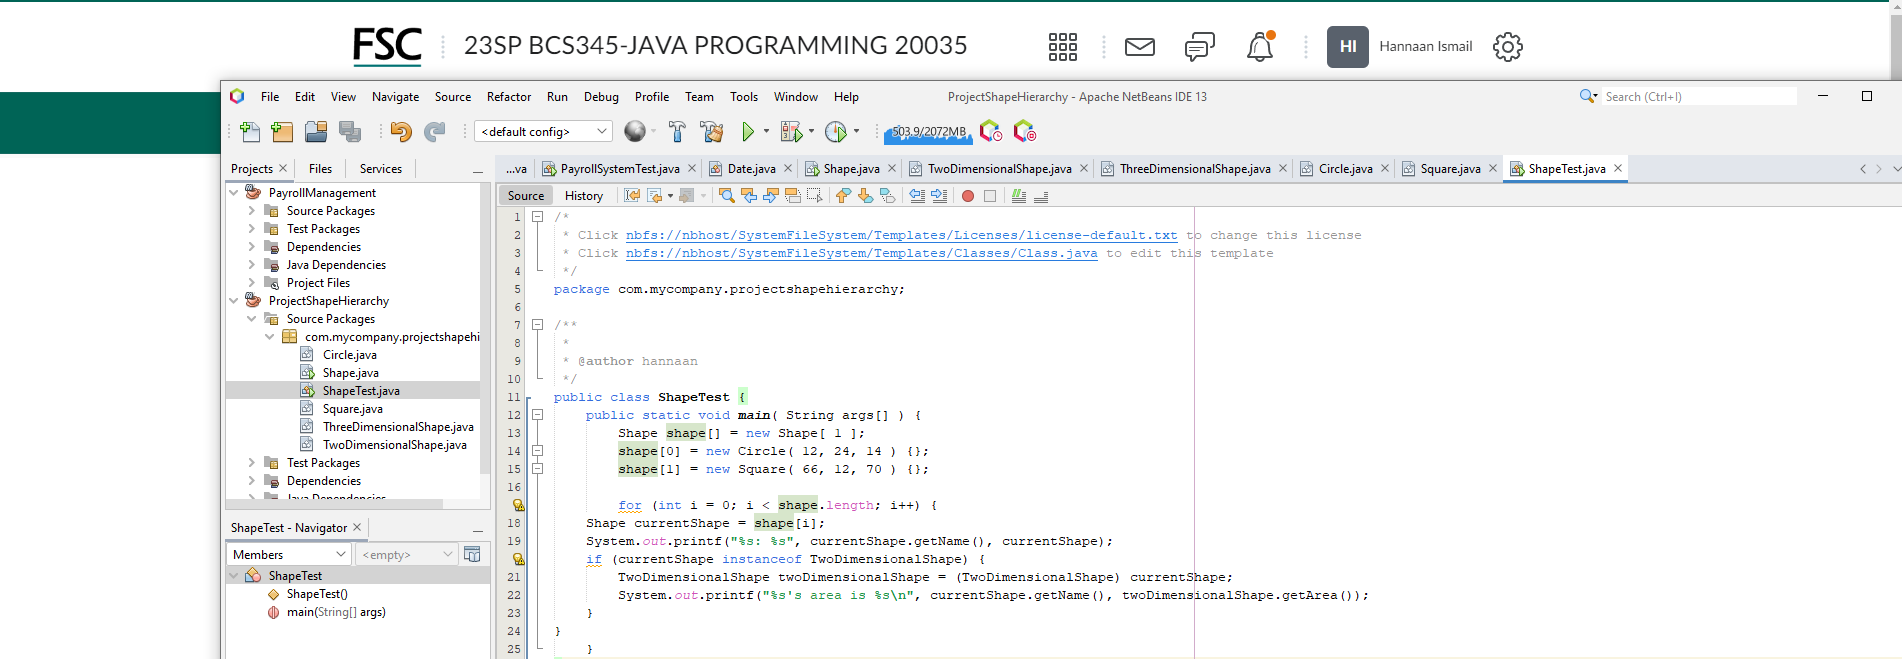 FSC 23SP BCS345-JAVA PROGRAMMING 20035 HI Hannaan Ismail
File Edit View Navigate Source Refactor Run Debug Profile Team Tools Window Help ProjectShapeHierarchy - Apache NetBeans IDE 13 Search (Ctrl+I)
<default config> 503.9/2072MB
Projects Files Services
...va PayrollSystemTest.java Date.java Shape.java TwoDimensionalShape.java ThreeDimensionalShape.java Circle.java Square.java ShapeTest.java
Source History
PayrollManagement
Source Packages
Test Packages
Dependencies
Java Dependencies
Project Files
ProjectShapeHierarchy
Source Packages
com.mycompany.projectshapehi
Circle.java
Shape.java
ShapeTest.java
Square.java
ThreeDimensionalShape.java
TwoDimensionalShape.java
Test Packages
Dependencies
Java Dependencies
ShapeTest - Navigator
Members <empty>
ShapeTest
ShapeTest()
main(String[] args)
1 /*
2 * Click nbfs://nbhost/SystemFileSystem/Templates/Licenses/license-default.txt to change this license
3 * Click nbfs://nbhost/SystemFileSystem/Templates/Classes/Class.java to edit this template
4 */
5 package com.mycompany.projectshapehierarchy;
6
7 /**
8 *
9 * @author hannaan
10 */
11 public class ShapeTest {
12 public static void main( String args[] ) {
13 Shape shape[] = new Shape[ 1 ];
14 shape[0] = new Circle( 12, 24, 14 ) {};
15 shape[1] = new Square( 66, 12, 70 ) {};
16
for (int i = 0; i < shape.length; i++) {
18 Shape currentShape = shape[i];
19 System.out.printf("%s: %s", currentShape.getName(), currentShape);
if (currentShape instanceof TwoDimensionalShape) {
21 TwoDimensionalShape twoDimensionalShape = (TwoDimensionalShape) currentShape;
22 System.out.printf("%s's area is %s\n", currentShape.getName(), twoDimensionalShape.getArea());
23 }
24 }
25 }